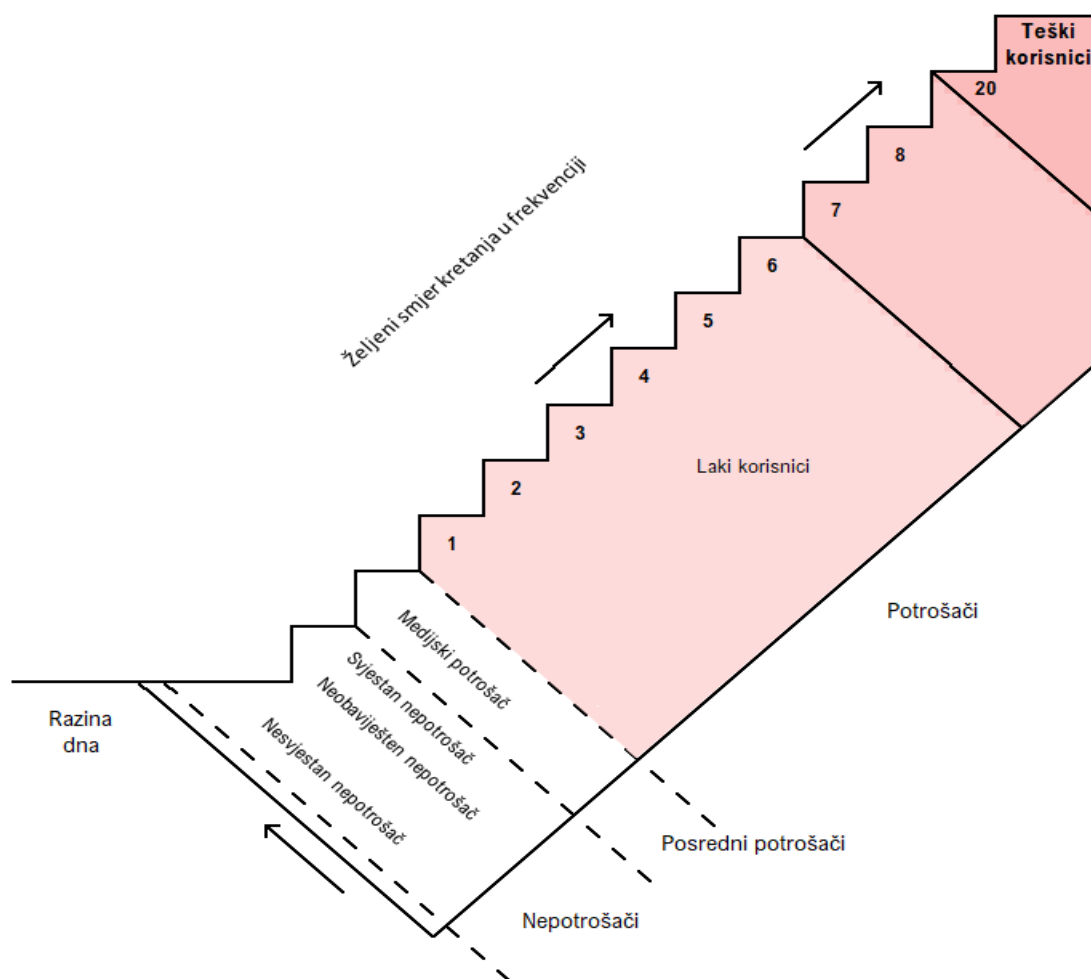 Teški
korisnici
20
8
7
Željeni smjer kretanja u frekvenciji
6
5
4
3
Laki korisnici
2
1
Potrošači
Medijski potrošač
Svjestan nepotrošač
Neobaviješten nepotrošač
Nesvjestan nepotrošač
Razina
dna
Posredni potrošači
Nepotrošači